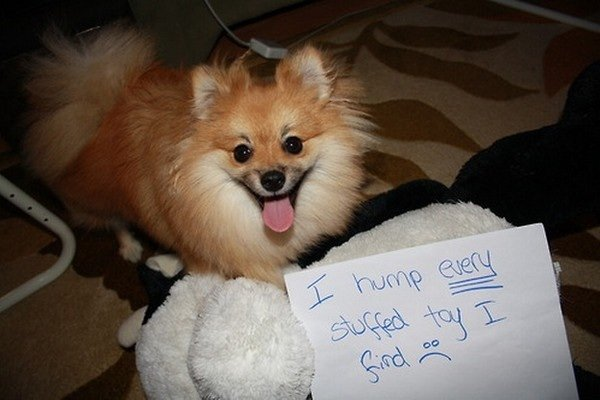 I hump every
stuffed toy I
find :(